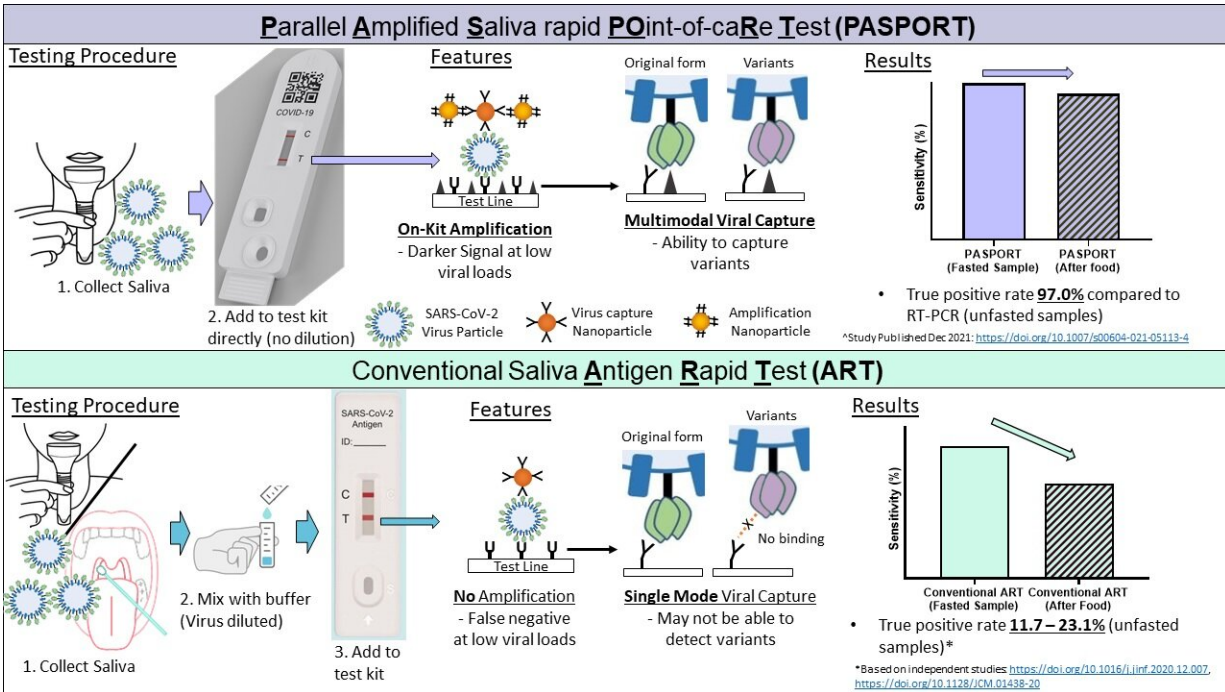 Parallel Amplified Saliva rapid POint-of-caRe Test (PASPORT)
Testing Procedure
COVID-19
C
T
1. Collect Saliva
2. Add to test kit
directly (no dilution)
Features
Test Line
On-Kit Amplification
- Darker Signal at low
viral loads
Original form
Variants
Multimodal Viral Capture
- Ability to capture
variants
SARS-CoV-2
Virus Particle
Virus capture
Nanoparticle
Amplification
Nanoparticle
Results
Sensitivity (%)
PASPORT
(Fasted Sample)
PASPORT
(After food)
• True positive rate 97.0% compared to
RT-PCR (unfasted samples)
^Study Published Dec 2021: https://doi.org/10.1007/s00604-021-05113-4
Conventional Saliva Antigen Rapid Test (ART)
Testing Procedure
1. Collect Saliva
2. Mix with buffer
(Virus diluted)
SARS-CoV-2
Antigen
ID:
C
T
3. Add to
test kit
Features
Test Line
No Amplification
- False negative
at low viral loads
Original form
Variants
No binding
Single Mode Viral Capture
- May not be able to
detect variants
Results
Sensitivity (%)
Conventional ART
(Fasted Sample)
Conventional ART
(After Food)
• True positive rate 11.7 – 23.1% (unfasted
samples)*
*Based on independent studies: https://doi.org/10.1016/j.jinf.2020.12.007,
https://doi.org/10.1128/JCM.01438-20